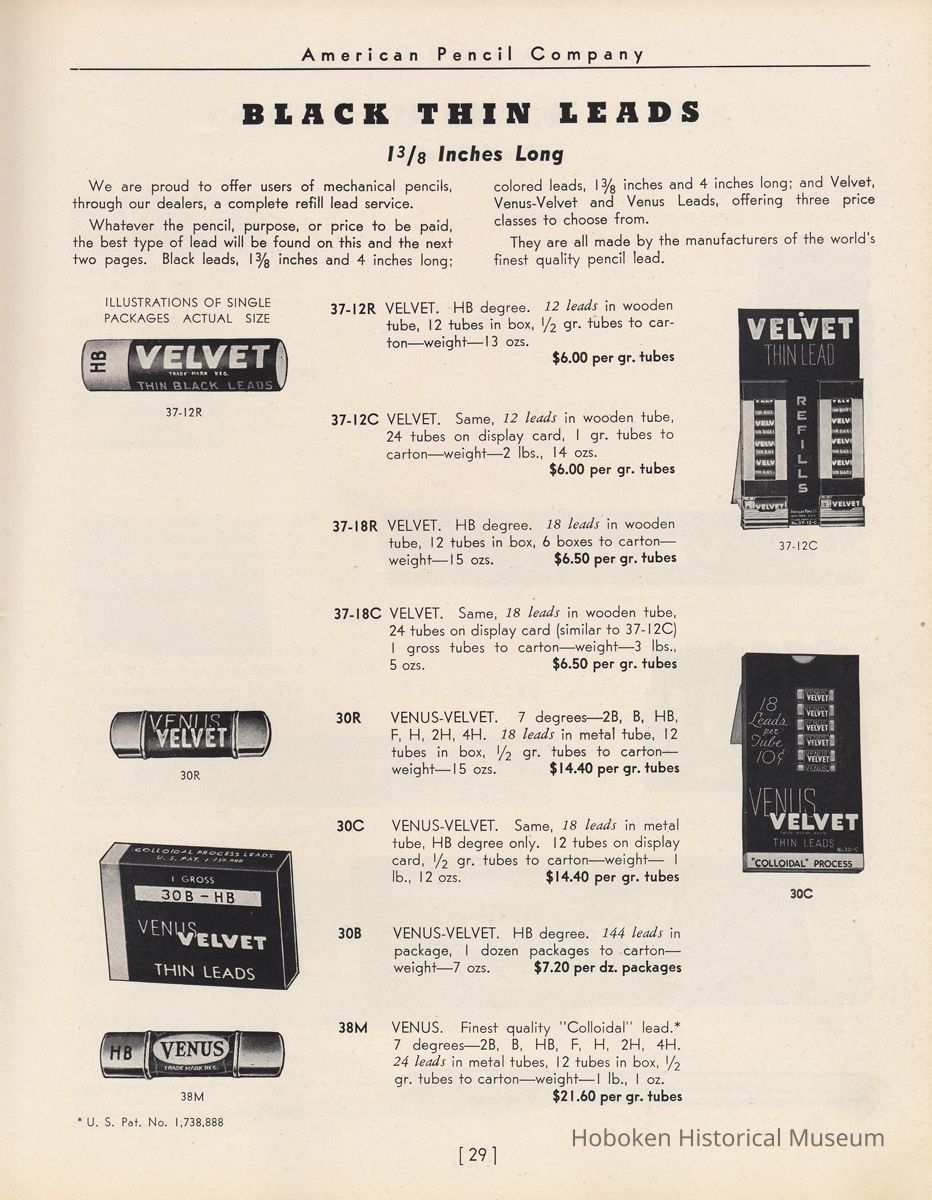 American Pencil Company
BLACK THIN LEADS
1 3/8 Inches Long
We are proud to offer users of mechanical pencils,
through our dealers, a complete refill lead service.
Whatever the pencil, purpose, or price to be paid,
the best type of lead will be found on this and the next
two pages. Black leads, 1 3/8 inches and 4 inches long;
colored leads, 1 3/8 inches and 4 inches long; and Velvet,
Venus-Velvet and Venus Leads, offering three price
classes to choose from.
They are all made by the manufacturers of the world's
finest quality pencil lead.
ILLUSTRATIONS OF SINGLE
PACKAGES ACTUAL SIZE
HB
VELVET
TRADE MARK REG.
THIN BLACK LEADS
37-12R
37-12R VELVET. HB degree. 12 leads in wooden
tube, 12 tubes in box, 1/2 gr. tubes to car-
ton—weight—13 ozs.
$6.00 per gr. tubes
37-12C VELVET. Same, 12 leads in wooden tube,
24 tubes on display card, 1 gr. tubes to
carton—weight—2 lbs., 14 ozs.
$6.00 per gr. tubes
VELVET
THIN LEAD
REFILLS
VELVET
VELVET
37-12C
37-18R VELVET. HB degree. 18 leads in wooden
tube, 12 tubes in box, 6 boxes to carton—
weight—15 ozs. $6.50 per gr. tubes
37-18C VELVET. Same, 18 leads in wooden tube,
24 tubes on display card (similar to 37-12C)
1 gross tubes to carton—weight—3 lbs.,
5 ozs. $6.50 per gr. tubes
VENUS
VELVET
30R
30R VENUS-VELVET. 7 degrees—2B, B, HB,
F, H, 2H, 4H. 18 leads in metal tube, 12
tubes in box, 1/2 gr. tubes to carton—
weight—15 ozs. $14.40 per gr. tubes
18
Leads
per
Tube
10¢
VELVET
VELVET
VELVET
VELVET
VELVET
VENUS
VELVET
THIN LEADS
No. 30-C
"COLLOIDAL" PROCESS
30C
30C VENUS-VELVET. Same, 18 leads in metal
tube, HB degree only. 12 tubes on display
card, 1/2 gr. tubes to carton—weight— 1
lb., 12 ozs. $14.40 per gr. tubes
COLLOIDAL PROCESS LEADS
U. S. PAT. 1 738 888
1 GROSS
30B - HB
VENUS
VELVET
THIN LEADS
30B VENUS-VELVET. HB degree. 144 leads in
package, 1 dozen packages to carton—
weight—7 ozs. $7.20 per dz. packages
HB
VENUS
TRADE MARK REG.
38M
38M VENUS. Finest quality "Colloidal" lead.*
7 degrees—2B, B, HB, F, H, 2H, 4H.
24 leads in metal tubes, 12 tubes in box, 1/2
gr. tubes to carton—weight—1 lb., 1 oz.
$21.60 per gr. tubes
* U. S. Pat. No. 1,738,888
[ 29 ]
Hoboken Historical Museum